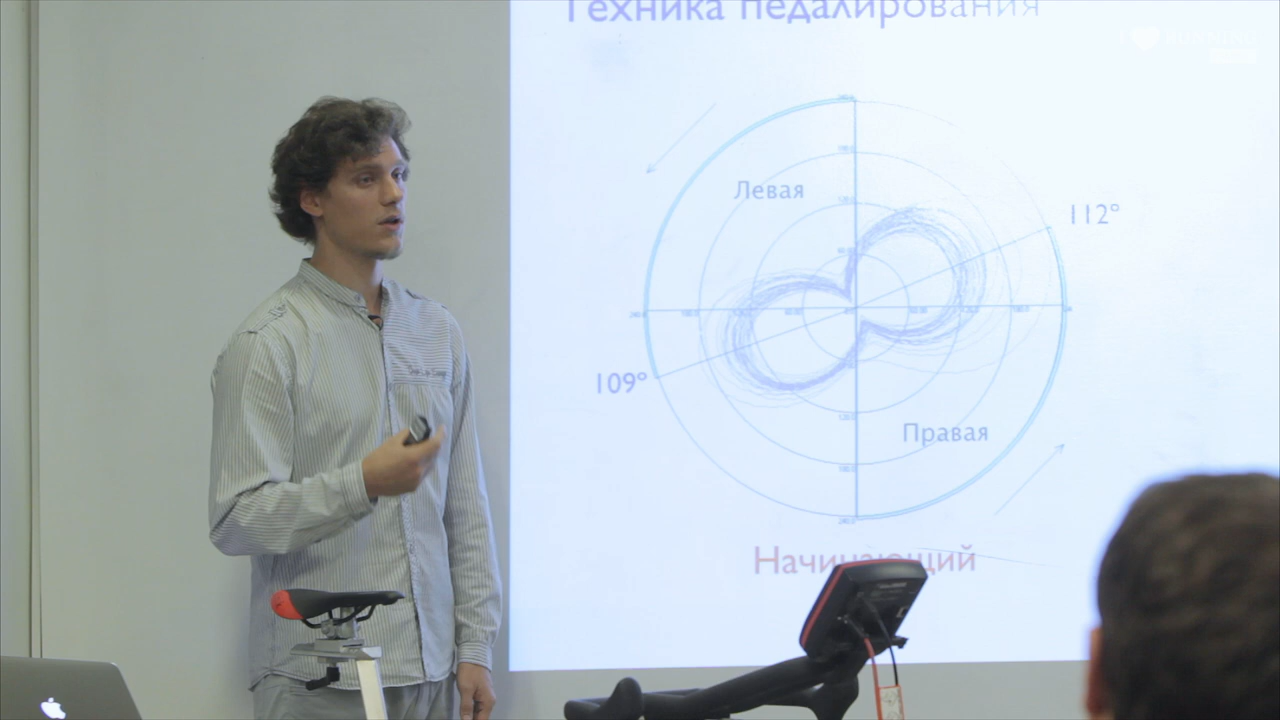 Техника педалирования
Левая
112°
109°
Правая
Начинающий